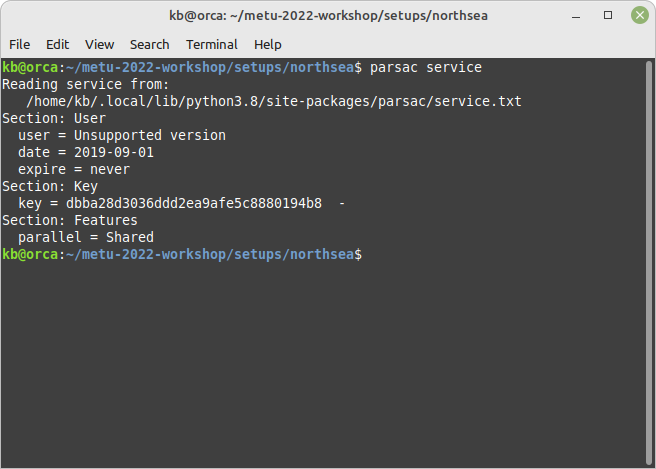 kb@orca: ~/metu-2022-workshop/setups/northsea
File Edit View Search Terminal Help
kb@orca:~/metu-2022-workshop/setups/northsea$ parsac service
Reading service from:
   /home/kb/.local/lib/python3.8/site-packages/parsac/service.txt
Section: User
  user = Unsupported version
  date = 2019-09-01
  expire = never
Section: Key
  key = dbba28d3036ddd2ea9afe5c8880194b8  -
Section: Features
  parallel = Shared
kb@orca:~/metu-2022-workshop/setups/northsea$